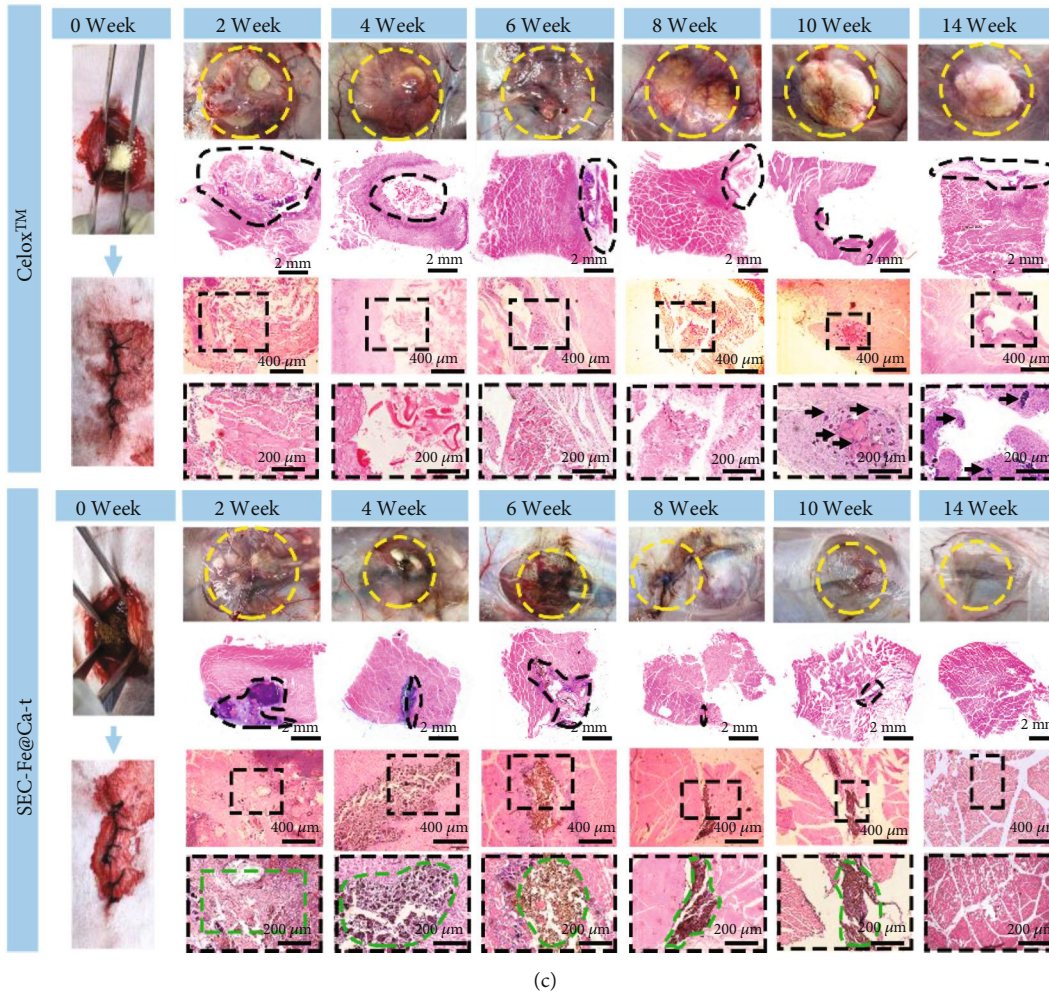 0 Week 2 Week 4 Week 6 Week 8 Week 10 Week 14 Week
Celox™
2 mm 2 mm 2 mm 2 mm 2 mm 2 mm
400 μm 400 μm 400 μm 400 μm 400 μm 400 μm
200 μm 200 μm 200 μm 200 μm 200 μm 200 μm
0 Week 2 Week 4 Week 6 Week 8 Week 10 Week 14 Week
SEC-Fe@Ca-t
2 mm 2 mm 2 mm 2 mm 2 mm 2 mm
400 μm 400 μm 400 μm 400 μm 400 μm 400 μm
200 μm 200 μm 200 μm 200 μm 200 μm 200 μm
(c)